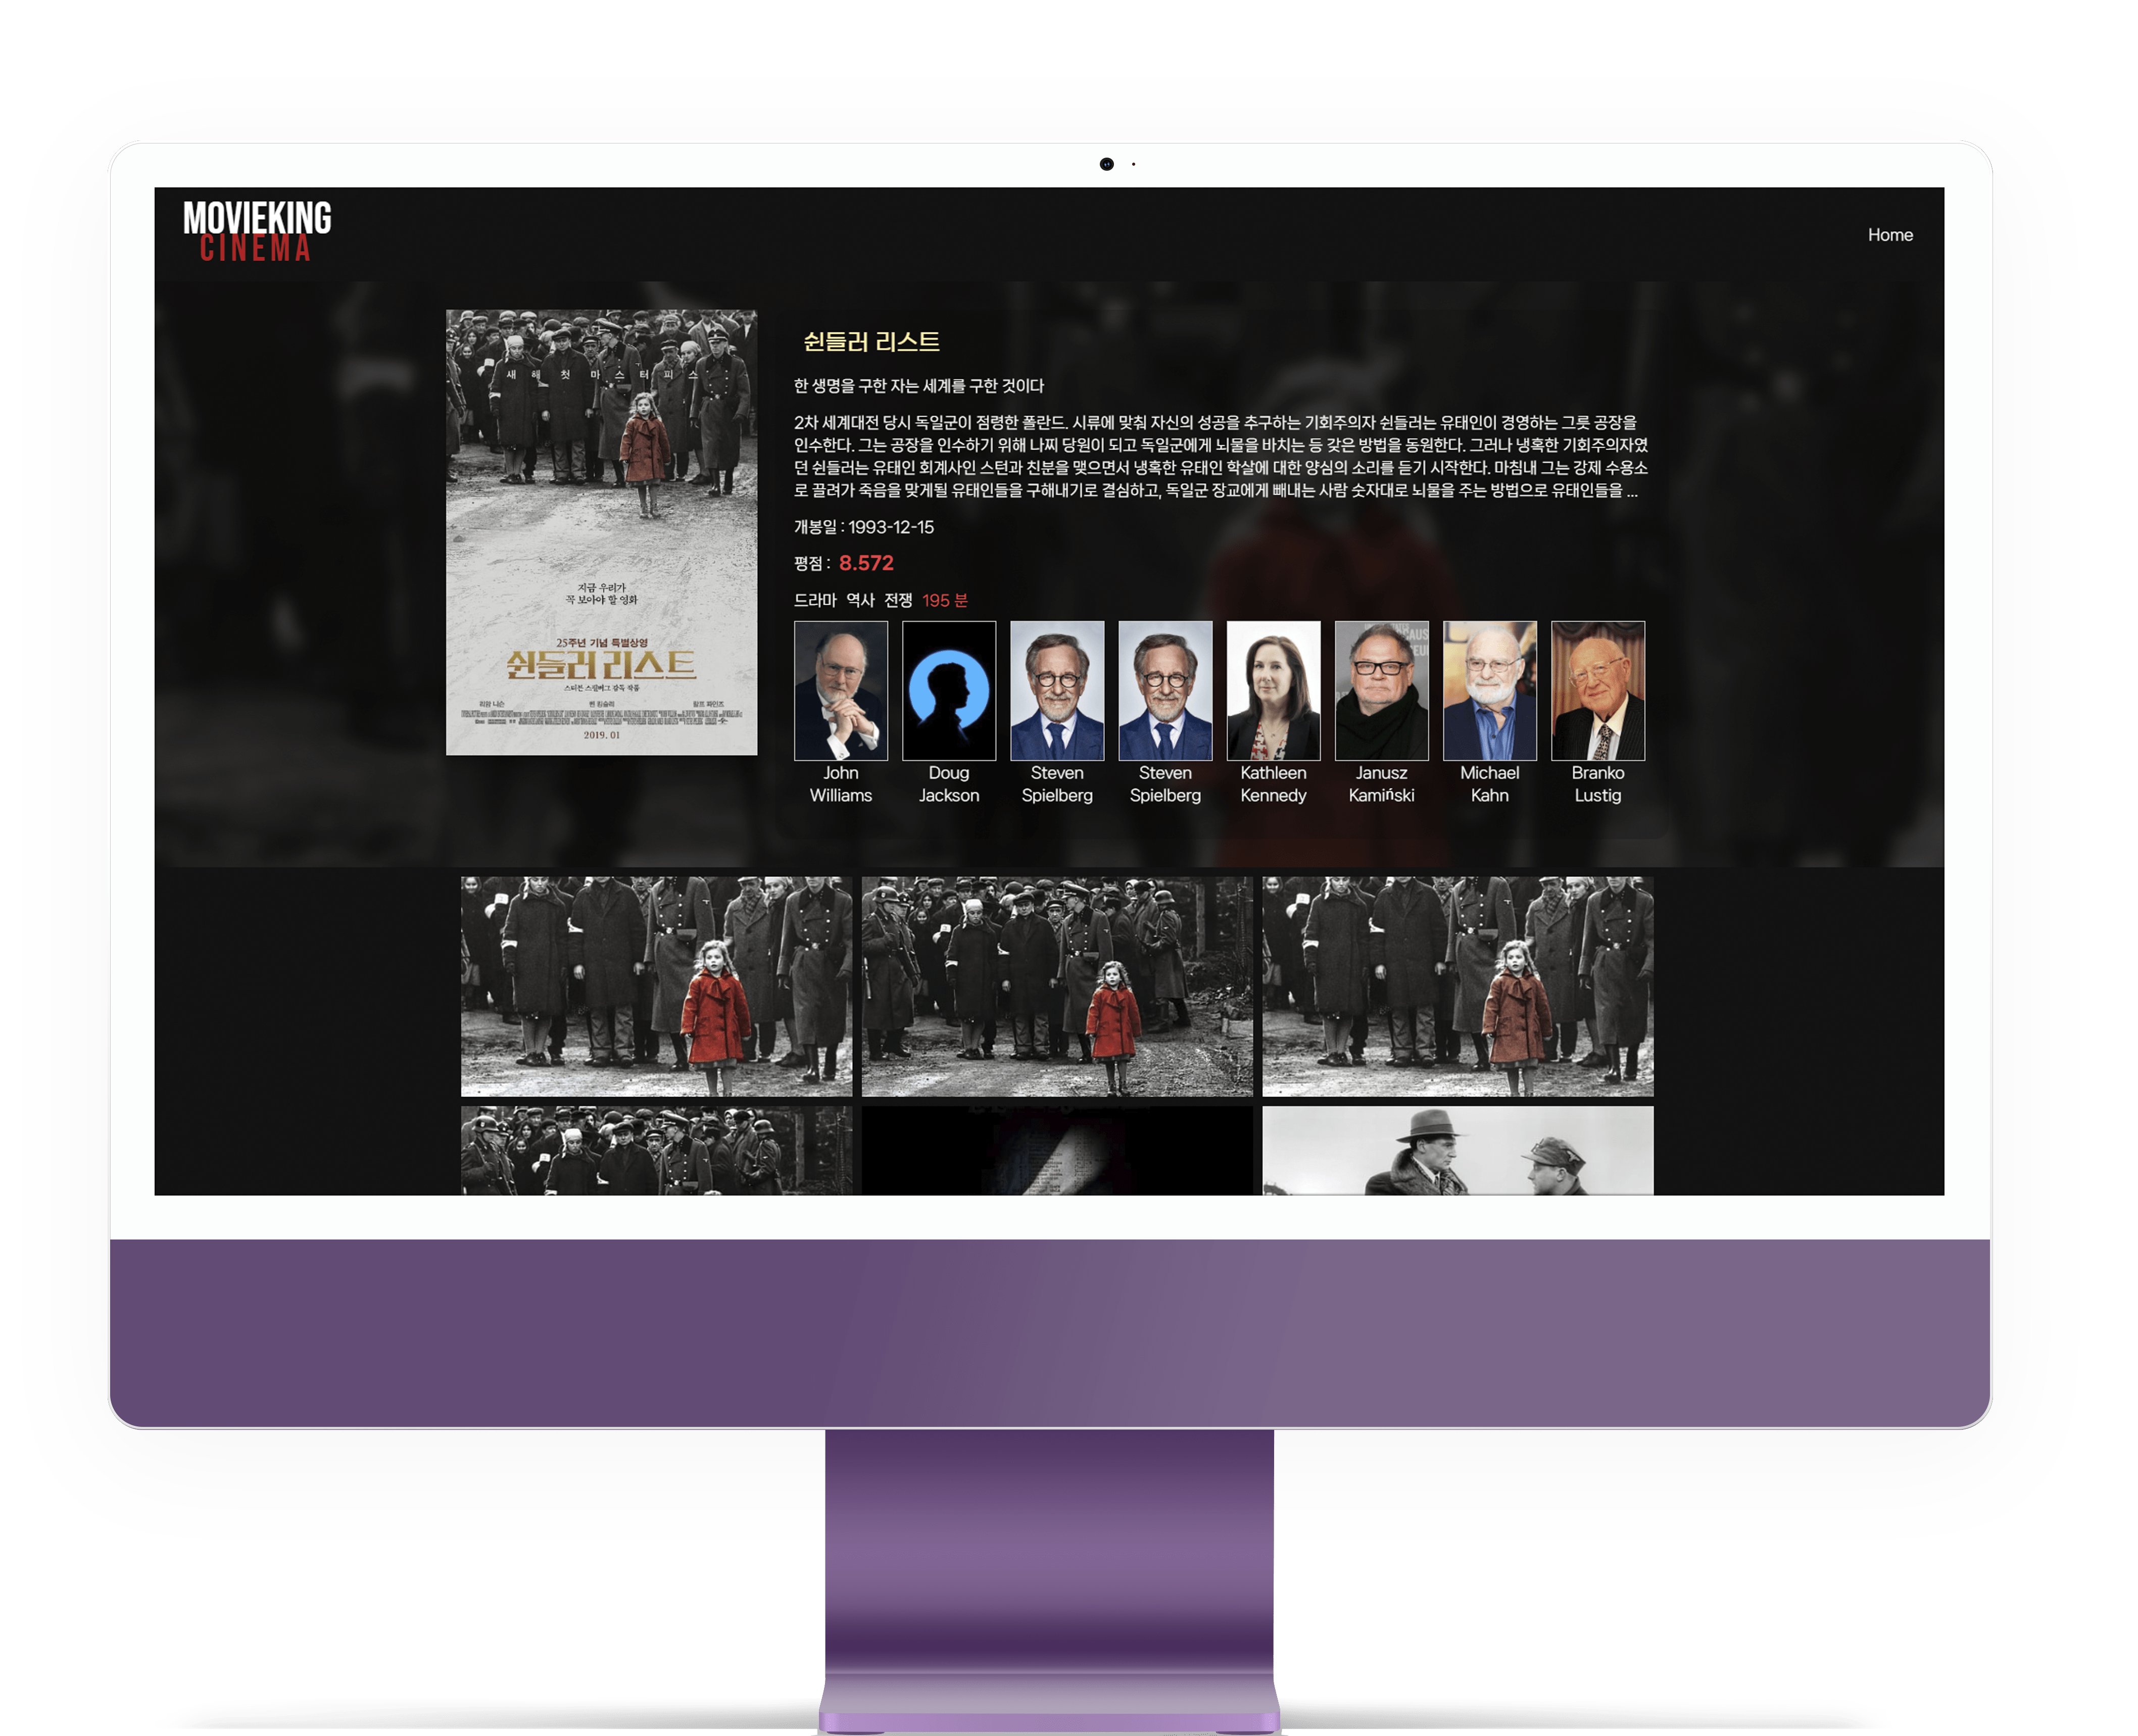 MOVIEKING
CINEMA
Home
새 해 첫 마 스 터 피 스
지금 우리가
꼭 보아야 할 영화
25주년 기념 특별상영
쉰들러 리스트
스티븐 스필버그 감독 작품
리암 니슨 벤 킹슬리 랄프 파인즈
2019. 01
쉰들러 리스트
한 생명을 구한 자는 세계를 구한 것이다
2차 세계대전 당시 독일군이 점령한 폴란드. 시류에 맞춰 자신의 성공을 추구하는 기회주의자 쉰들러는 유태인이 경영하는 그릇 공장을
인수한다. 그는 공장을 인수하기 위해 나찌 당원이 되고 독일군에게 뇌물을 바치는 등 갖은 방법을 동원한다. 그러나 냉혹한 기회주의자였
던 쉰들러는 유태인 회계사인 스턴과 친분을 맺으면서 냉혹한 유태인 학살에 대한 양심의 소리를 듣기 시작한다. 마침내 그는 강제 수용소
로 끌려가 죽음을 맞게될 유태인들을 구해내기로 결심하고, 독일군 장교에게 빼내는 사람 숫자대로 뇌물을 주는 방법으로 유태인들을 ...
개봉일 : 1993-12-15
평점 : 8.572
드라마 역사 전쟁 195 분
John
Williams
Doug
Jackson
Steven
Spielberg
Steven
Spielberg
Kathleen
Kennedy
Janusz
Kamiński
Michael
Kahn
Branko
Lustig